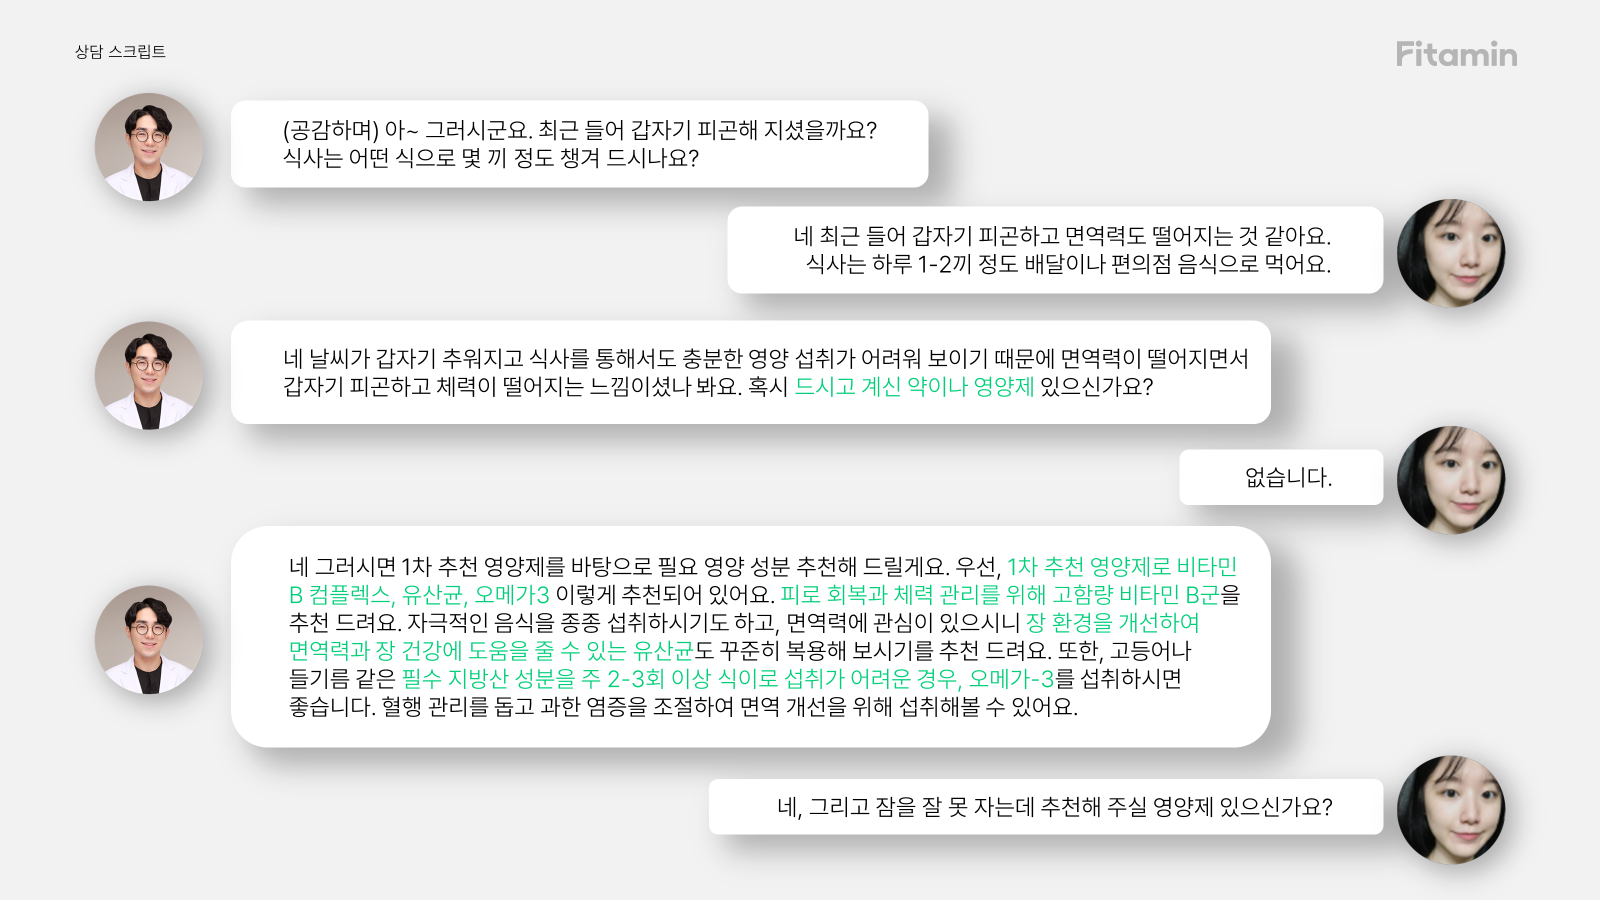 상담 스크립트
Fitamin
(공감하며) 아~ 그러시군요. 최근 들어 갑자기 피곤해 지셨을까요?
식사는 어떤 식으로 몇 끼 정도 챙겨 드시나요?
네 최근 들어 갑자기 피곤하고 면역력도 떨어지는 것 같아요.
식사는 하루 1-2끼 정도 배달이나 편의점 음식으로 먹어요.
네 날씨가 갑자기 추워지고 식사를 통해서도 충분한 영양 섭취가 어려워 보이기 때문에 면역력이 떨어지면서
갑자기 피곤하고 체력이 떨어지는 느낌이셨나 봐요. 혹시 드시고 계신 약이나 영양제 있으신가요?
없습니다.
네 그러시면 1차 추천 영양제를 바탕으로 필요 영양 성분 추천해 드릴게요. 우선, 1차 추천 영양제로 비타민
B 컴플렉스, 유산균, 오메가3 이렇게 추천되어 있어요. 피로 회복과 체력 관리를 위해 고함량 비타민 B군을
추천 드려요. 자극적인 음식을 종종 섭취하시기도 하고, 면역력에 관심이 있으시니 장 환경을 개선하여
면역력과 장 건강에 도움을 줄 수 있는 유산균도 꾸준히 복용해 보시기를 추천 드려요. 또한, 고등어나
들기름 같은 필수 지방산 성분을 주 2-3회 이상 식이로 섭취가 어려운 경우, 오메가-3를 섭취하시면
좋습니다. 혈행 관리를 돕고 과한 염증을 조절하여 면역 개선을 위해 섭취해볼 수 있어요.
네, 그리고 잠을 잘 못 자는데 추천해 주실 영양제 있으신가요?